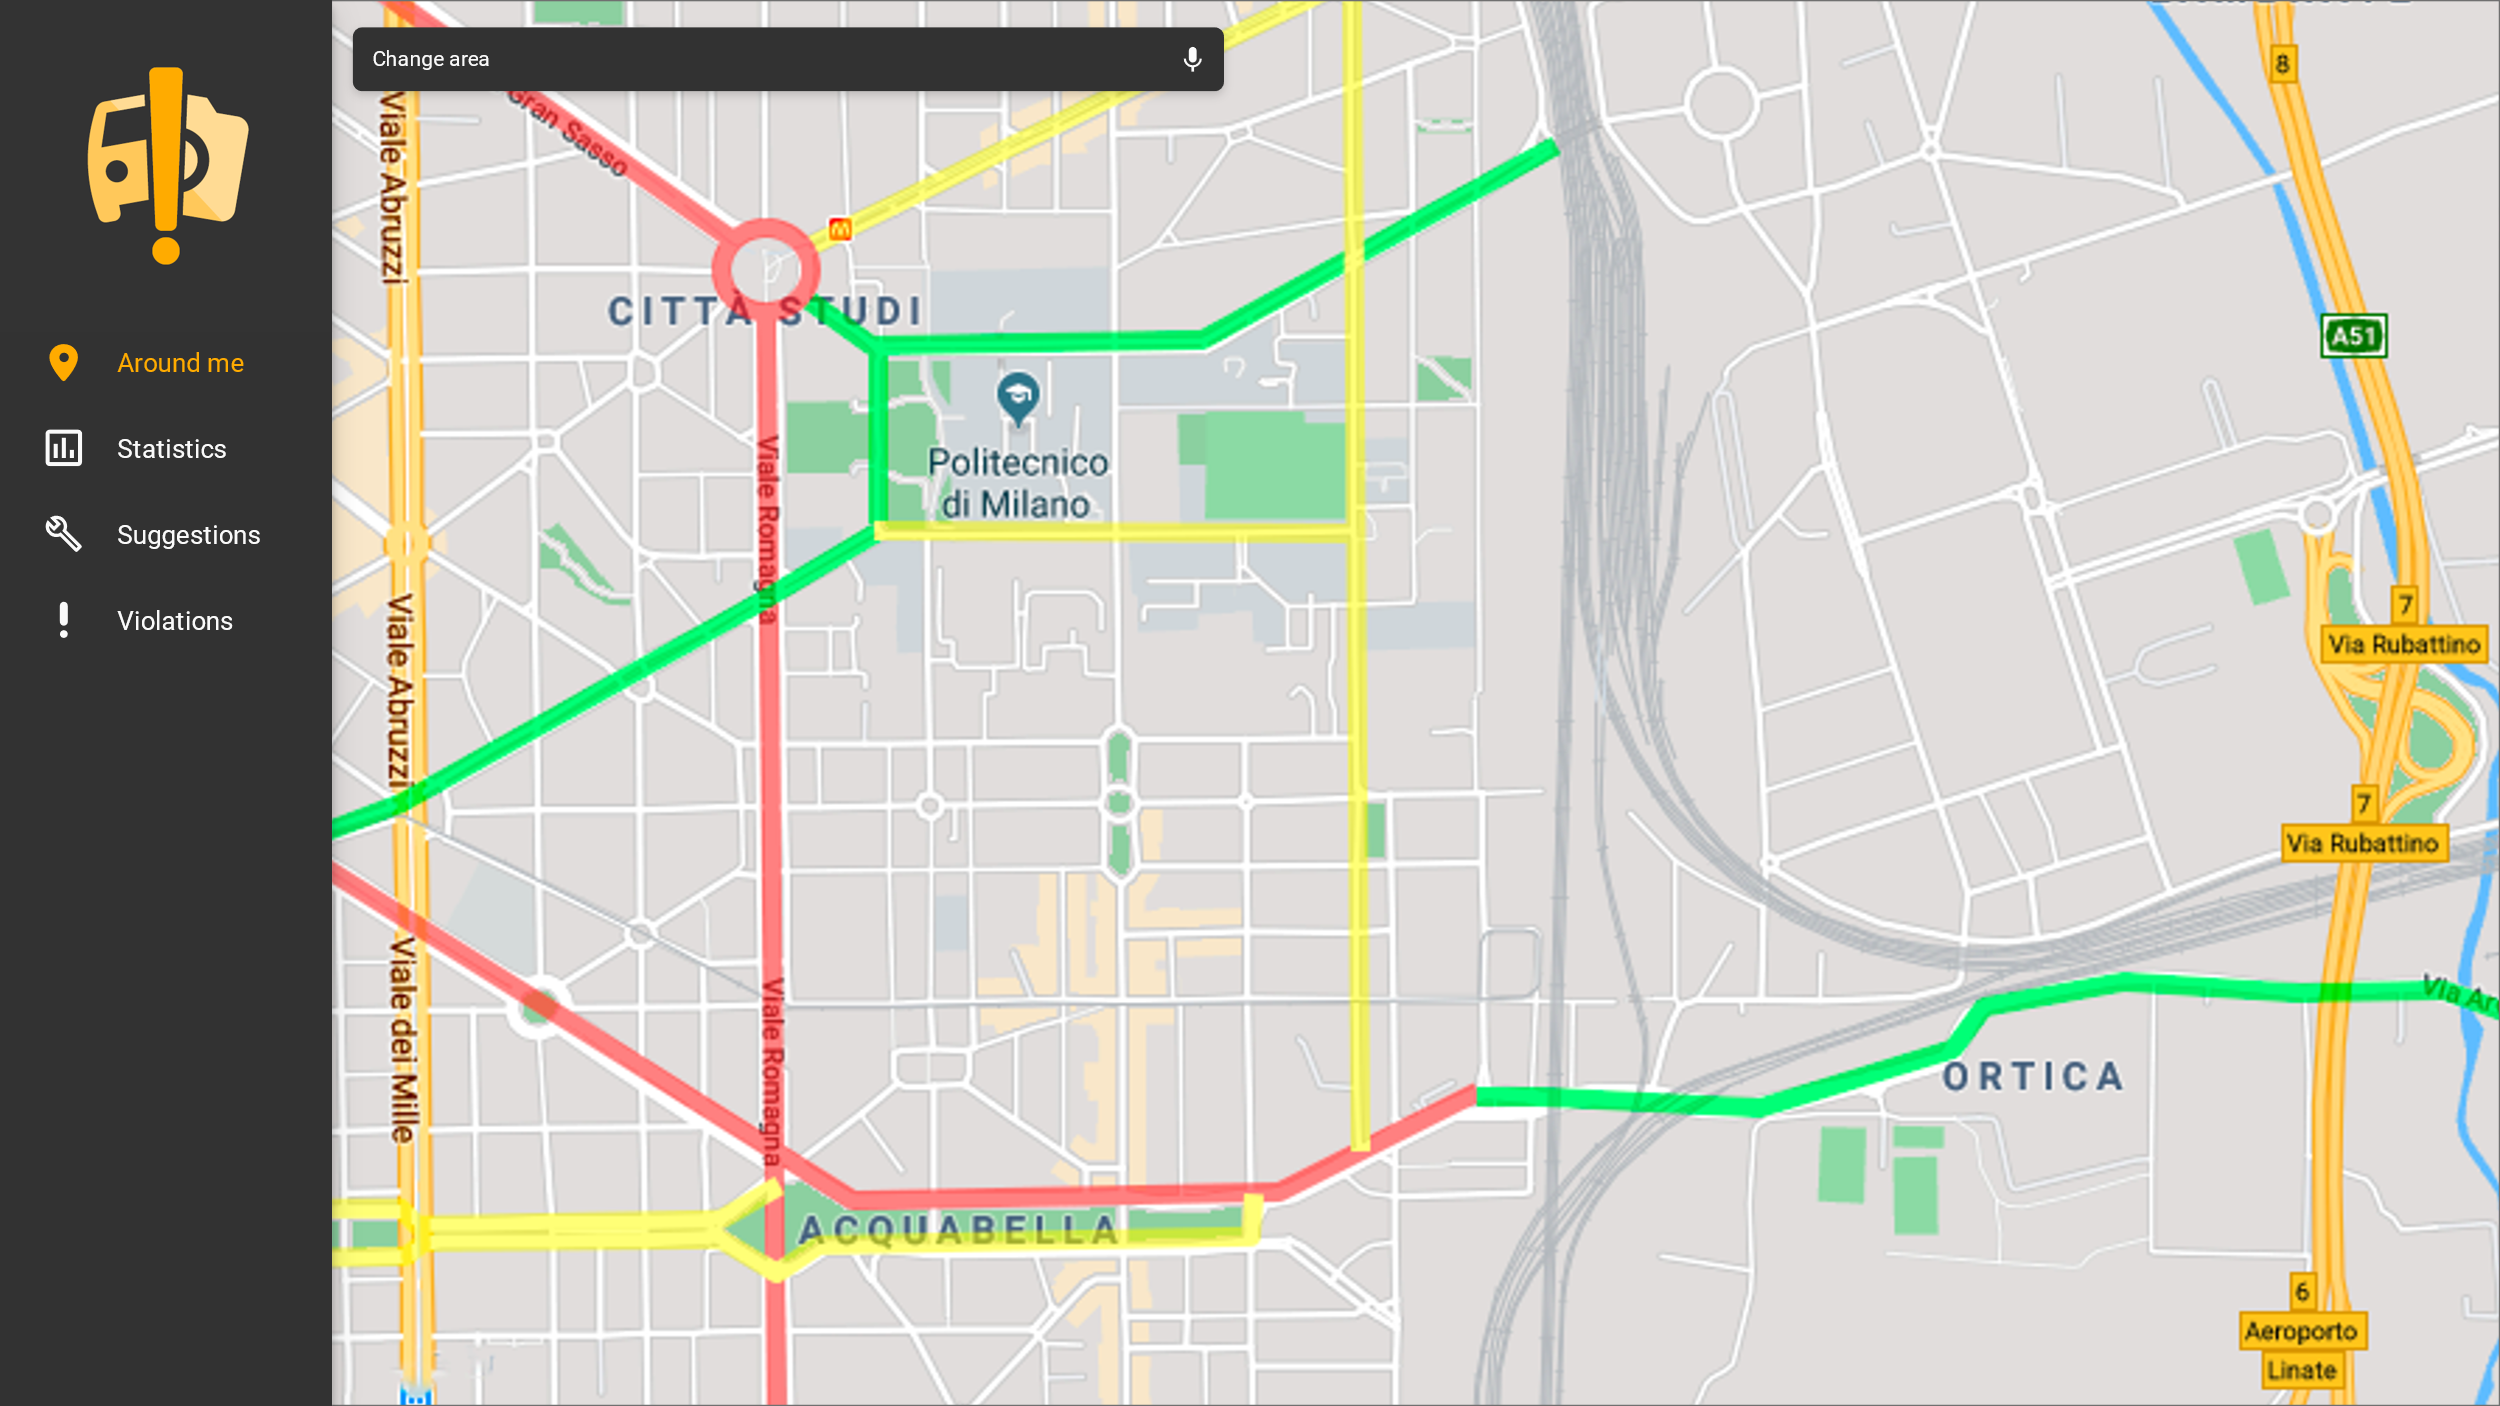 Change area
Around me
Statistics
Suggestions
Violations
Gran Sasso
Viale Abruzzi
8
CITTÀ STUDI
A51
Politecnico
di Milano
Viale Romagna
Viale Abruzzi
7
Via Rubattino
7
Via Rubattino
Viale dei Mille
Viale Romagna
ORTICA
ACQUABELLA
6
Aeroporto
Linate